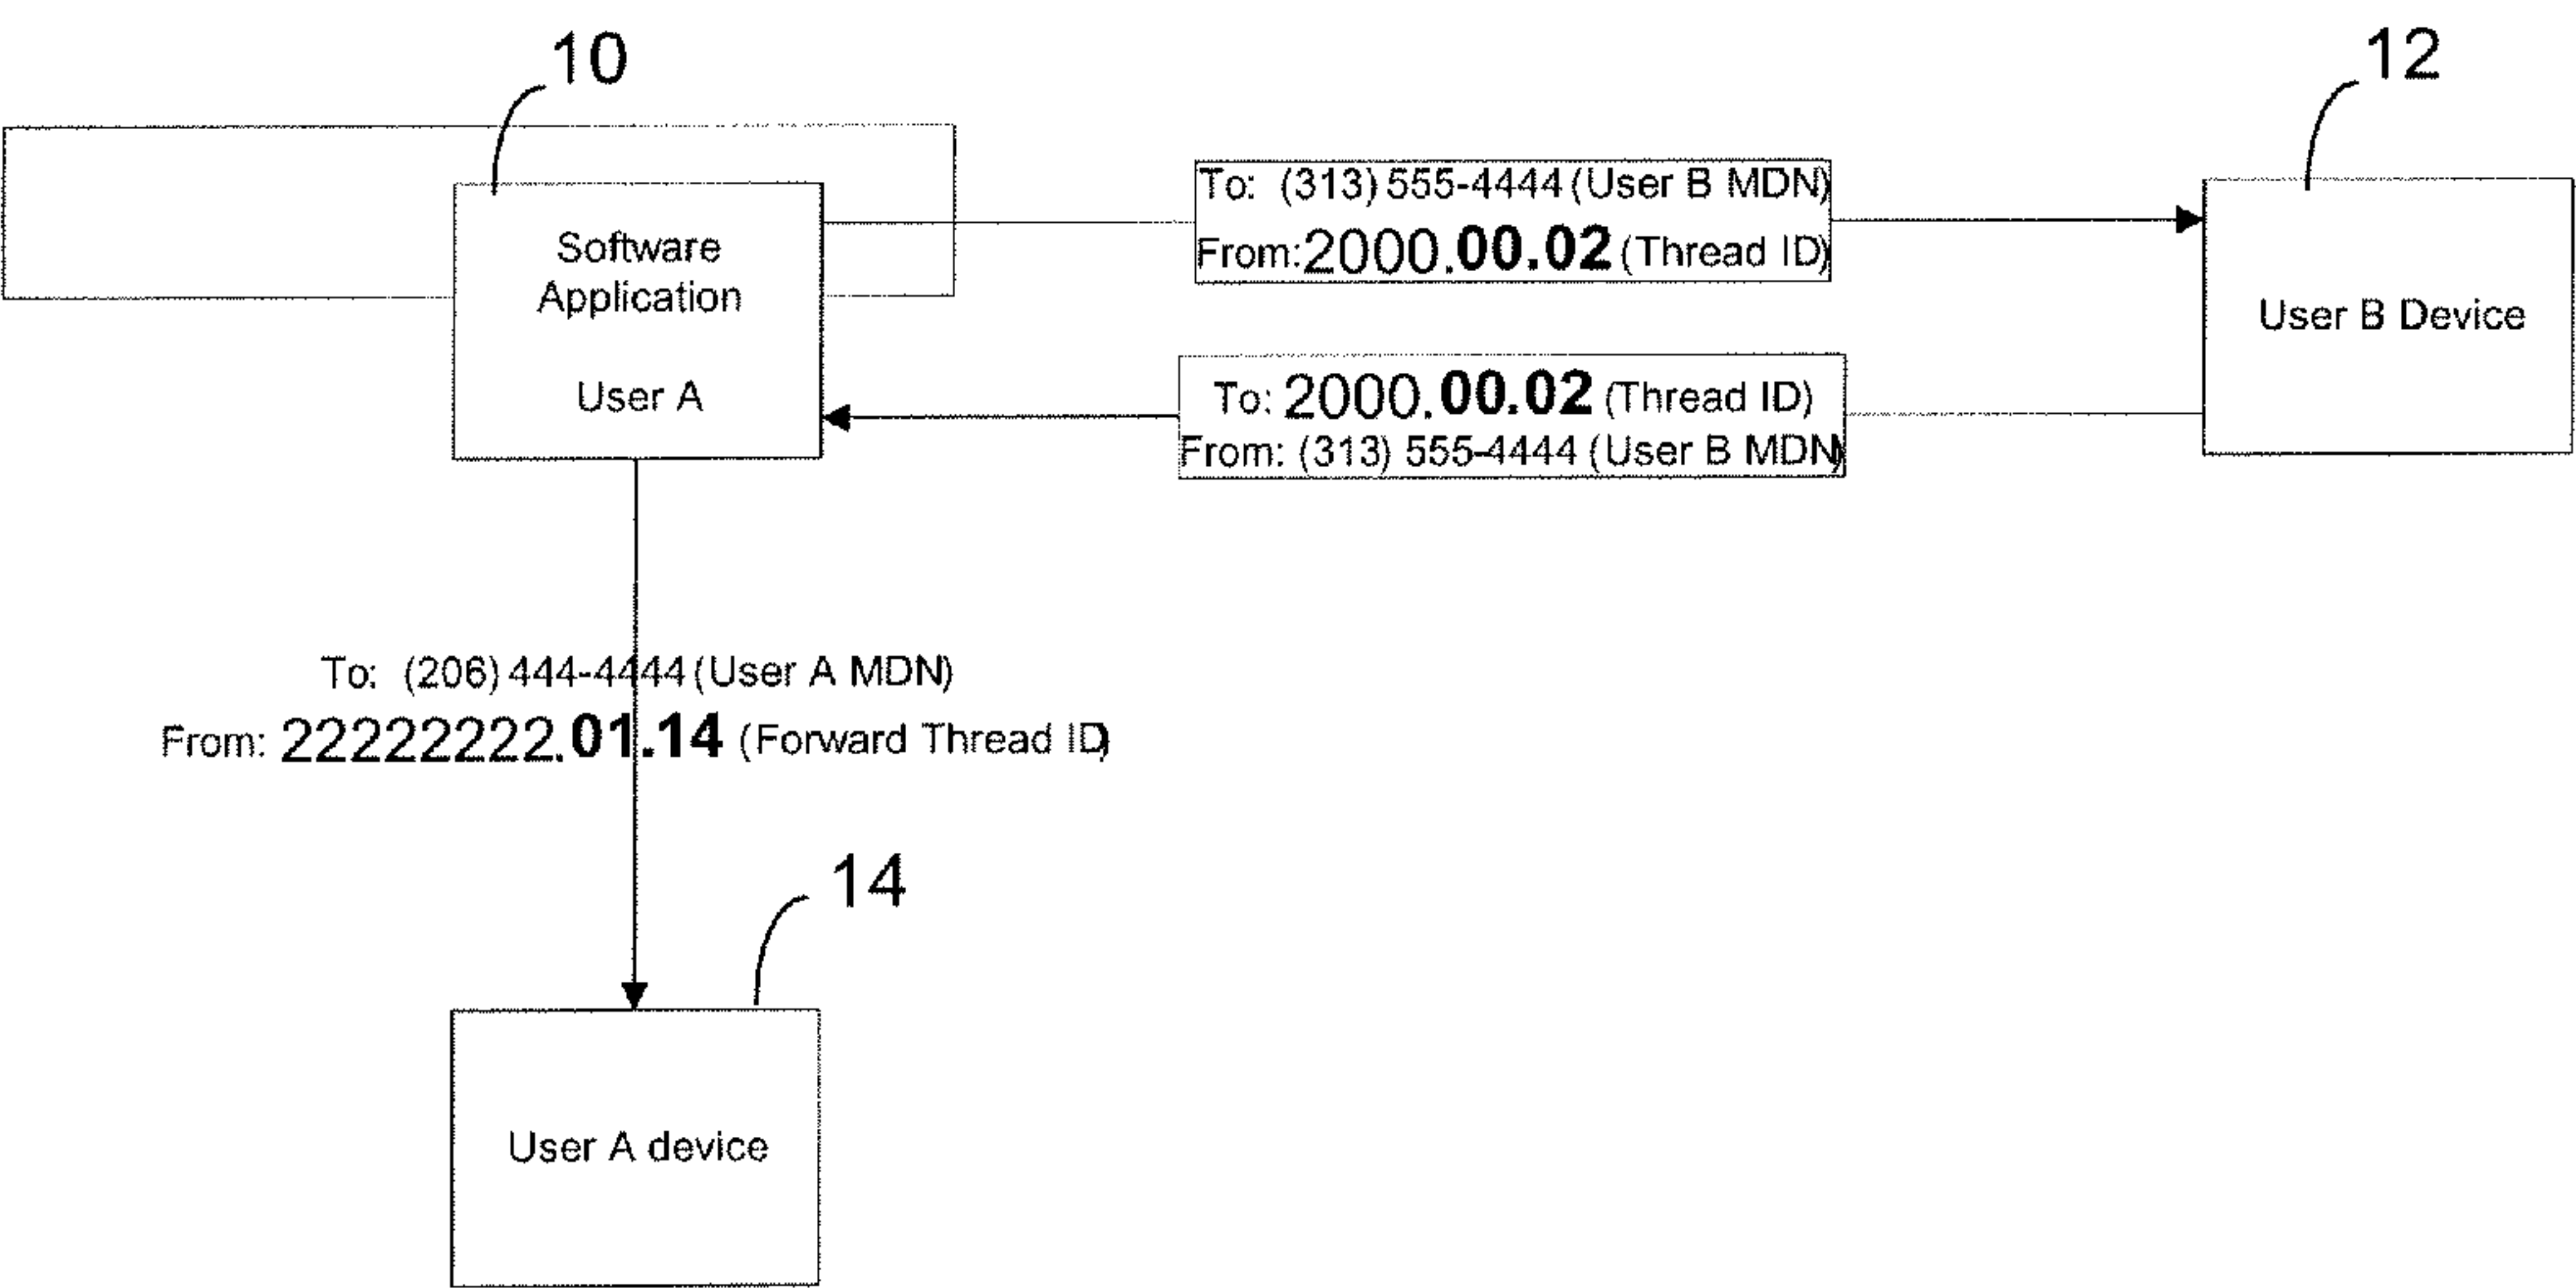 10
12
Software
Application
User A
To: (313) 555-4444 (User B MDN)
From: 2000.00.02 (Thread ID)
User B Device
To: 2000.00.02 (Thread ID)
From: (313) 555-4444 (User B MDN)
To: (206) 444-4444 (User A MDN)
From: 22222222.01.14 (Forward Thread ID)
14
User A device